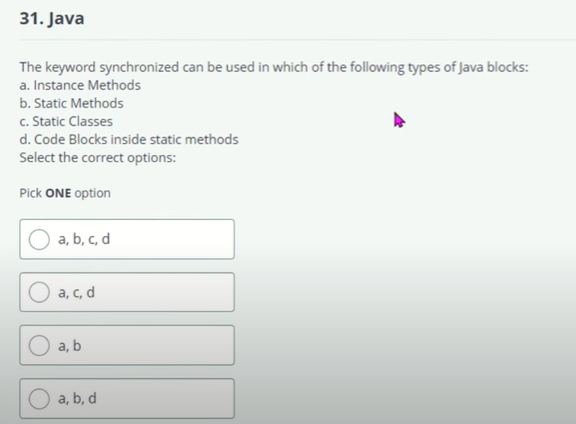 31. Java
The keyword synchronized can be used in which of the following types of Java blocks:
a. Instance Methods
b. Static Methods
c. Static Classes
d. Code Blocks inside static methods
Select the correct options:
Pick ONE option
a, b, c, d
a, c, d
a, b
a, b, d